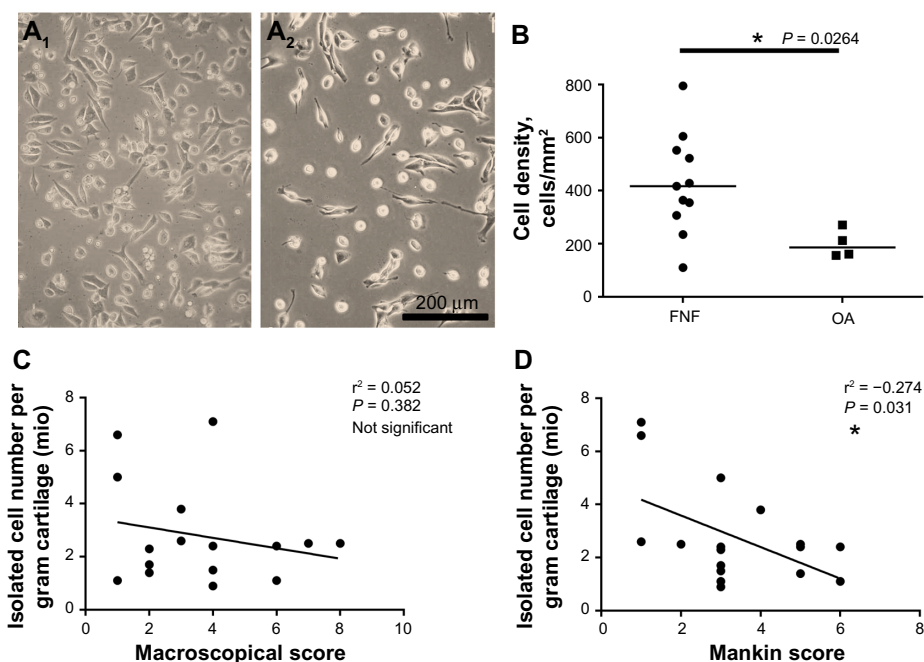 A1
A2
200 µm
B
* P = 0.0264
Cell density,
cells/mm2
800
600
400
200
0
FNF
OA
C
Isolated cell number per
gram cartilage (mio)
r2 = 0.052
P = 0.382
Not significant
8
6
4
2
0
0 2 4 6 8 10
Macroscopical score
D
Isolated cell number per
gram cartilage (mio)
r2 = −0.274
P = 0.031
*
8
6
4
2
0
0 2 4 6 8
Mankin score